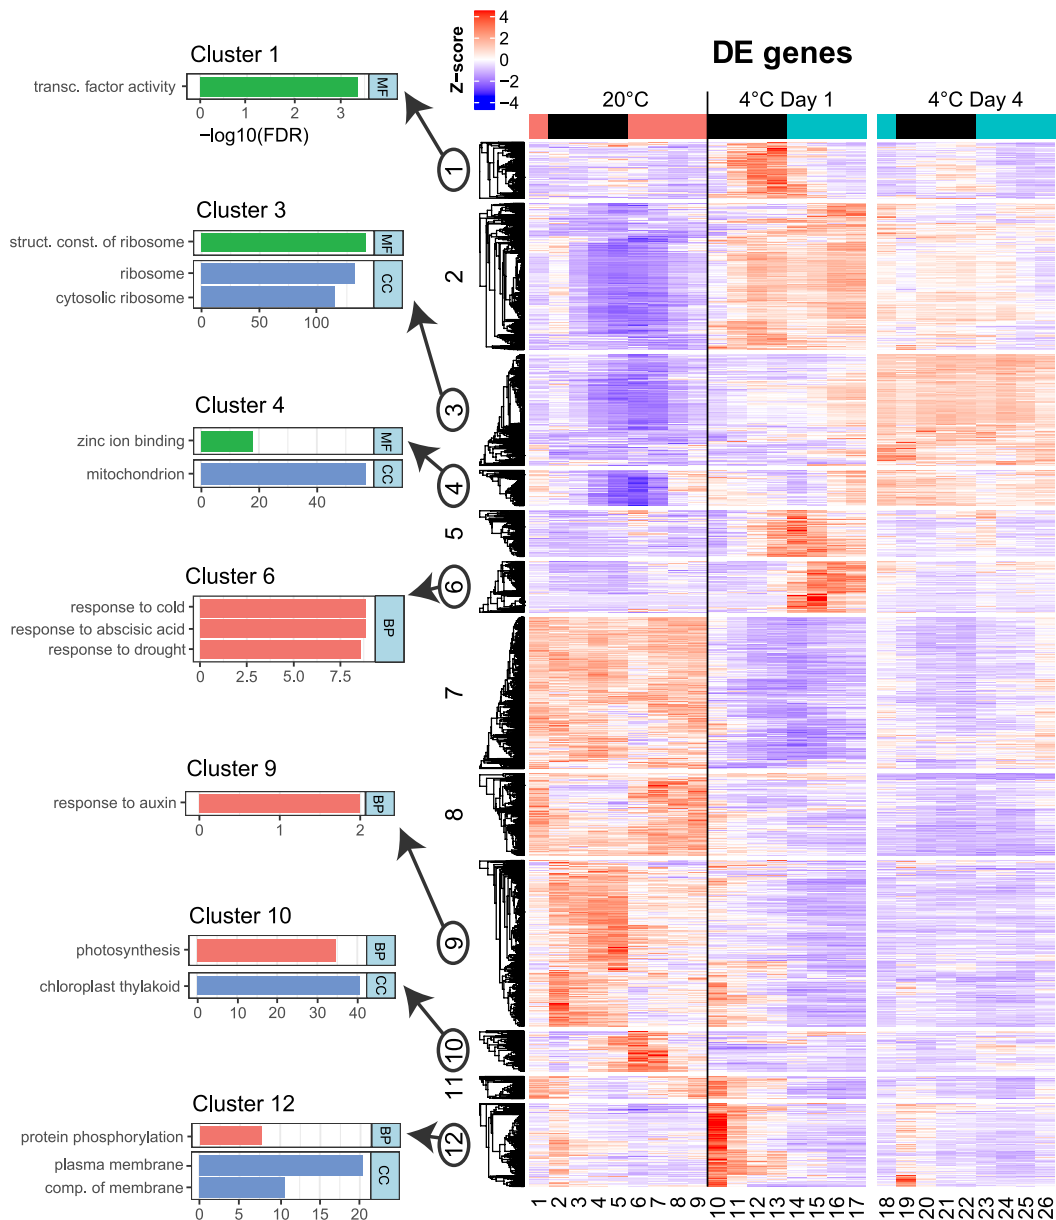 DE genes
Z−score
4
2
0
−2
−4
20°C
4°C Day 1
4°C Day 4
Cluster 1
transc. factor activity
MF
0 1 2 3
−log10(FDR)
Cluster 3
struct. const. of ribosome
MF
ribosome
cytosolic ribosome
CC
0 50 100
Cluster 4
zinc ion binding
MF
mitochondrion
CC
0 20 40
Cluster 6
response to cold
response to abscisic acid
response to drought
BP
0 2.5 5.0 7.5
Cluster 9
response to auxin
BP
0 1 2
Cluster 10
photosynthesis
BP
chloroplast thylakoid
CC
0 10 20 30 40
Cluster 12
protein phosphorylation
BP
plasma membrane
comp. of membrane
CC
0 5 10 15 20
1
2
3
4
5
6
7
8
9
10
11
12
1 2 3 4 5 6 7 8 9 10 11 12 13 14 15 16 17 18 19 20 21 22 23 24 25 26